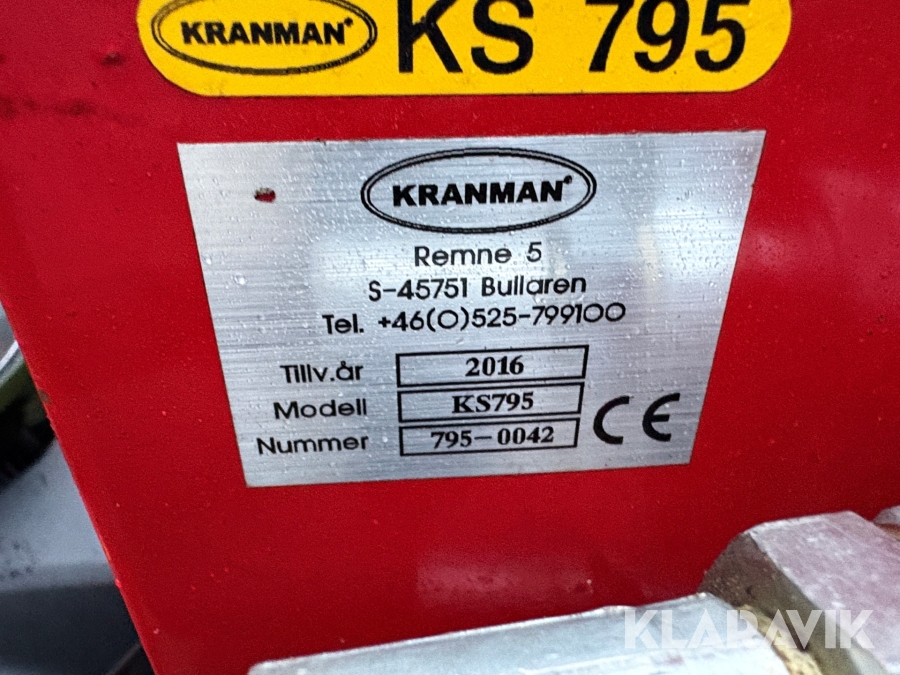 KRANMAN® KS 795
KRANMAN®
Remne 5
S-45751 Bullaren
Tel. +46(0)525-799100
Tillv.år 2016
Modell KS795
Nummer 795-0042
CE
KLARAVIK